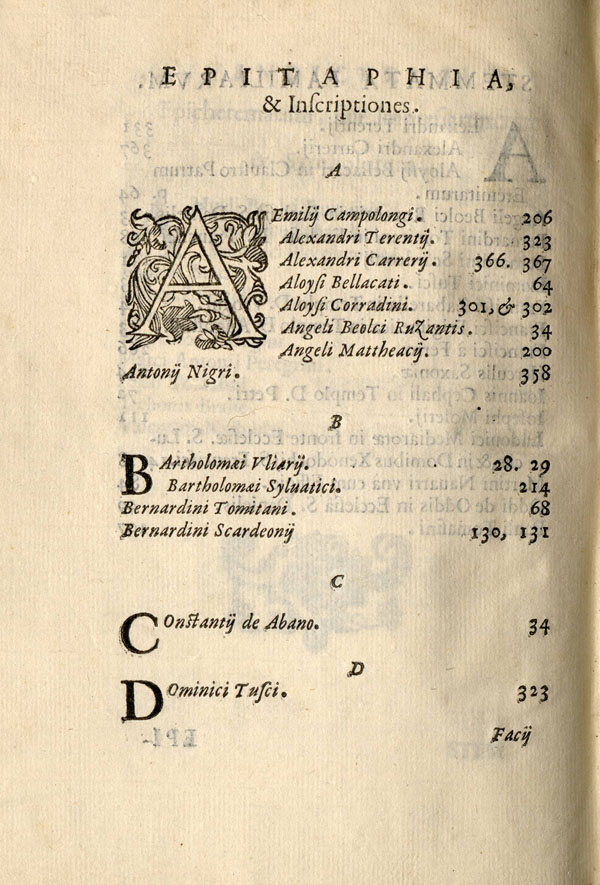 EPITAPHIA,
& Inſcriptiones.
A
AEmilij Campolongi. 206
Alexandri Terentij. 323
Alexandri Carrerij. 366. 367
Aloyſi Bellacati. 64
Aloyſi Corradini. 301, & 302
Angeli Beolci Ruzantis. 34
Angeli Mattheacij. 200
Antonij Nigri. 358
B
Bartholomæi Vliarij. 28. 29
Bartholomæi Syluatici. 214
Bernardini Tomitani. 68
Bernardini Scardeonij 130, 131
C
Conſtantij de Abano. 34
D
Dominici Tuſci. 323
Facij